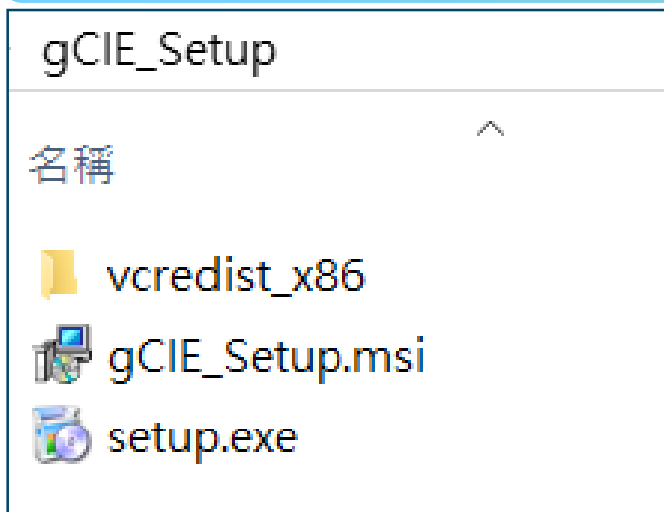 gCIE_Setup
名稱
vcredist_x86
gCIE_Setup.msi
setup.exe